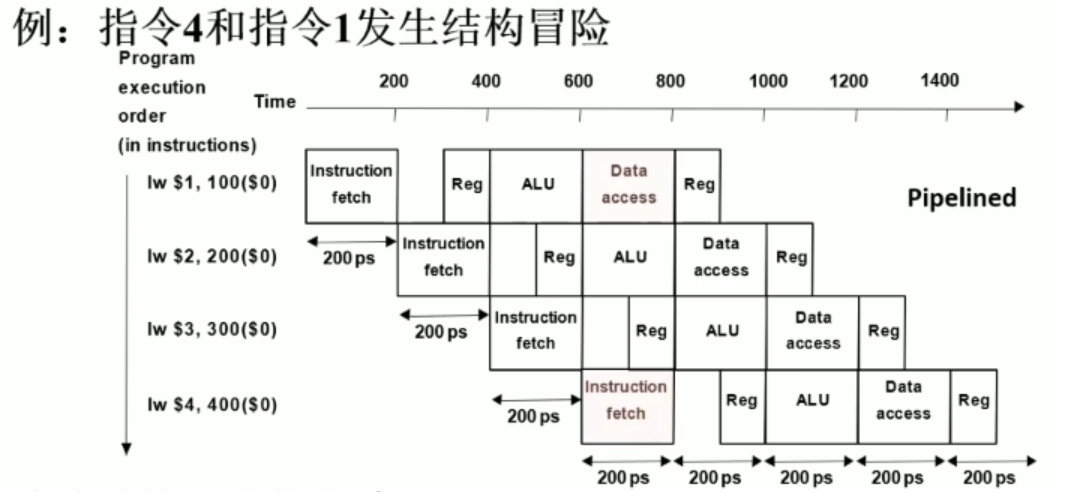 例：指令4和指令1发生结构冒险
Program
execution
order
(in instructions)
Time
200 400 600 800 1000 1200 1400
lw $1, 100($0)
Instruction
fetch
Reg
ALU
Data
access
Reg
Pipelined
200 ps
lw $2, 200($0)
Instruction
fetch
Reg
ALU
Data
access
Reg
200 ps
lw $3, 300($0)
Instruction
fetch
Reg
ALU
Data
access
Reg
200 ps
lw $4, 400($0)
Instruction
fetch
Reg
ALU
Data
access
Reg
200 ps 200 ps 200 ps 200 ps 200 ps